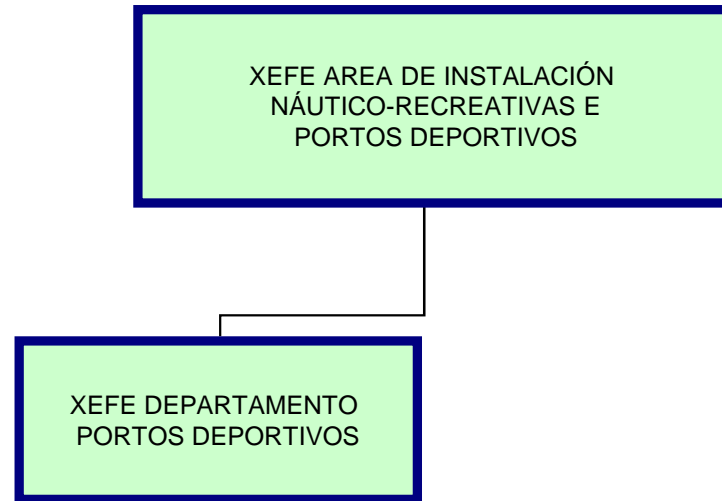 XEFE AREA DE INSTALACIÓN
NÁUTICO-RECREATIVAS E
PORTOS DEPORTIVOS
XEFE DEPARTAMENTO
PORTOS DEPORTIVOS